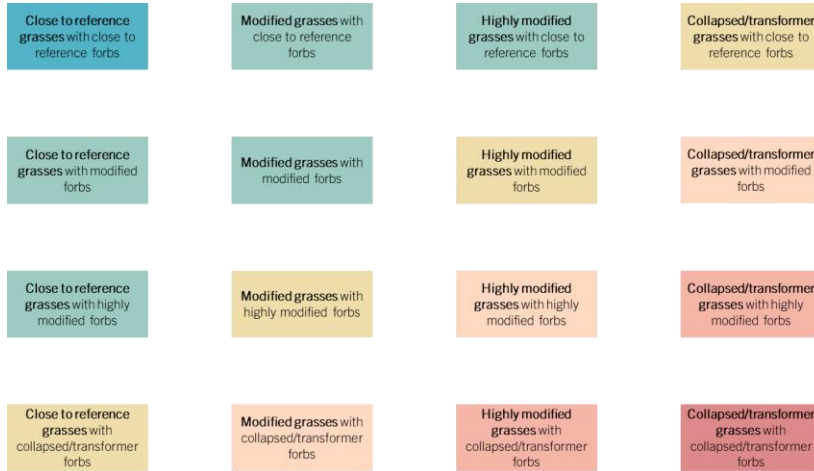 Close to reference
grasses with close to
reference forbs
Modified grasses with
close to reference
forbs
Highly modified
grasses with close to
reference forbs
Collapsed/transformer
grasses with close to
reference forbs
Close to reference
grasses with modified
forbs
Modified grasses with
modified forbs
Highly modified
grasses with modified
forbs
Collapsed/transformer
grasses with modified
forbs
Close to reference
grasses with highly
modified forbs
Modified grasses with
highly modified forbs
Highly modified
grasses with highly
modified forbs
Collapsed/transformer
grasses with highly
modified forbs
Close to reference
grasses with
collapsed/transformer
forbs
Modified grasses with
collapsed/transformer
forbs
Highly modified
grasses with
collapsed/transformer
forbs
Collapsed/transformer
grasses with
collapsed/transformer
forbs